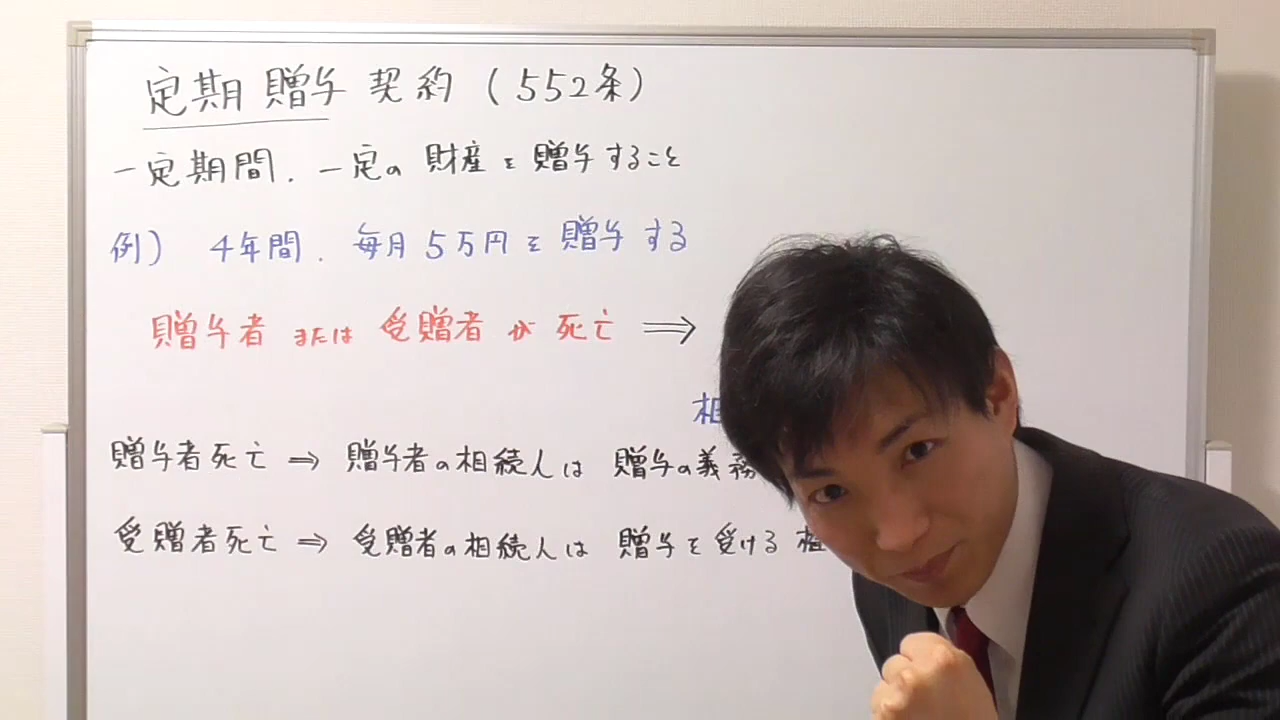 定期贈与契約(552条)
一定期間、一定の財産を贈与すること
例) 4年間、毎月5万円を贈与する
贈与者または受贈者が死亡 ⇒
相
贈与者死亡 ⇒ 贈与者の相続人は 贈与の義務
受贈者死亡 ⇒ 受贈者の相続人は 贈与を受ける